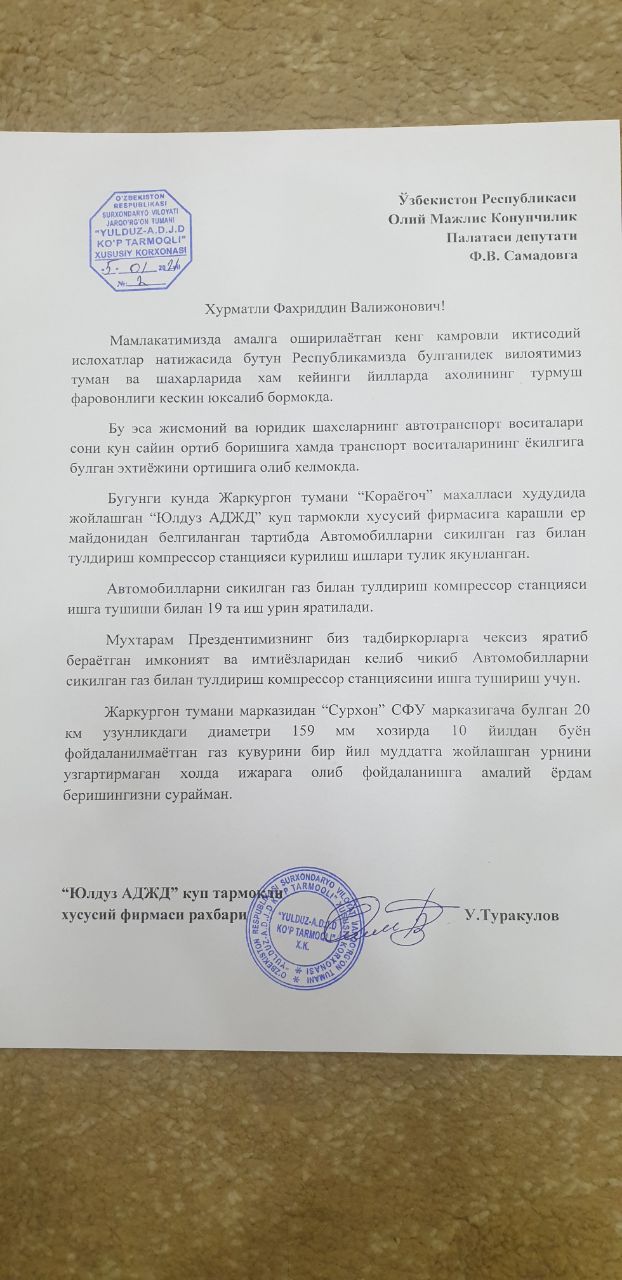 O'ZBEKISTON
RESPUBLIKASI
SURXONDARYO VILOYATI
JARQO'RG'ON TUMANI
"YULDUZ-A.D.J.D
KO'P TARMOQLI"
XUSUSIY KORXONASI
№ 2
Ўзбекистон Республикаси
Олий Мажлис Конунчилик
Палатаси депутати
Ф.В. Самадовга
Хурматли Фахриддин Валижонович!
Мамлакатимизда амалга оширилаётган кенг камровли иктисодий
ислохатлар натижасида бутун Республикамизда булганидек вилоятимиз
туман ва шахарларида хам кейинги йилларда ахолининг турмуш
фаровонлиги кескин юксалиб бормокда.
Бу эса жисмоний ва юридик шахсларнинг автотранспорт воситалари
сони кун сайин ортиб боришига хамда транспорт воситаларининг ёкилгига
булган эхтиёжини ортишига олиб келмокда.
Бугунги кунда Жаркургон тумани “Кораёгоч” махалласи худудида
жойлашган “Юлдуз АДЖД” куп тармокли хусусий фирмасига карашли ер
майдонидан белгиланган тартибда Автомобилларни сикилган газ билан
тулдириш компрессор станцияси курилиш ишлари тулик якунланган.
Автомобилларни сикилган газ билан тулдириш компрессор станцияси
ишга тушиши билан 19 та иш урин яратилади.
Мухтарам Прездентимизнинг биз тадбиркорларга чексиз яратиб
бераётган имконият ва имтиёзларидан келиб чикиб Автомобилларни
сикилган газ билан тулдириш компрессор станциясини ишга тушириш учун.
Жаркургон тумани марказидан “Сурхон” СФУ марказигача булган 20
км узунликдаги диаметри 159 мм хозирда 10 йилдан буён
фойдаланилмаётган газ кувурини бир йил муддатга жойлашган урнини
узгартирмаган холда ижарага олиб фойдаланишга амалий ёрдам
беришингизни сурайман.
“Юлдуз АДЖД” куп тармокли
хусусий фирмаси рахбари У.Туракулов
O'ZBEKISTON RESPUBLIKASI SURXONDARYO VILOYATI JARQO'RG'ON TUMANI
"YULDUZ-A.D.J.D KO'P TARMOQLI" XUSUSIY KORXONASI
"YULDUZ-A.D.J.D
KO'P TARMOQLI"
X.K.